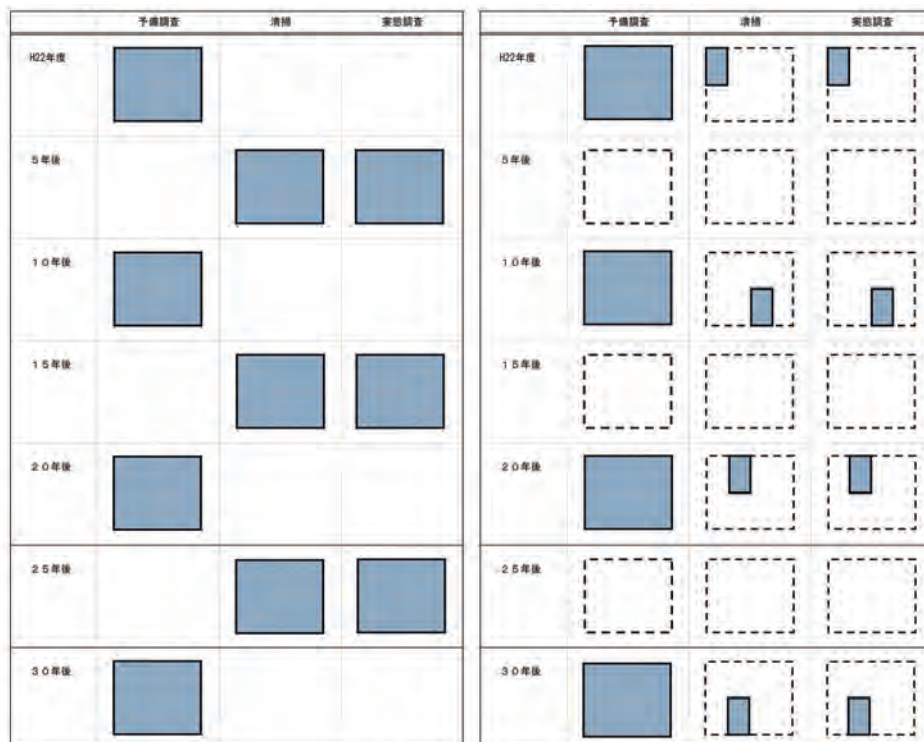 予備調査 清掃 実態調査
H22年度
5年後
10年後
15年後
20年後
25年後
30年後
予備調査 清掃 実態調査
H22年度
5年後
10年後
15年後
20年後
25年後
30年後